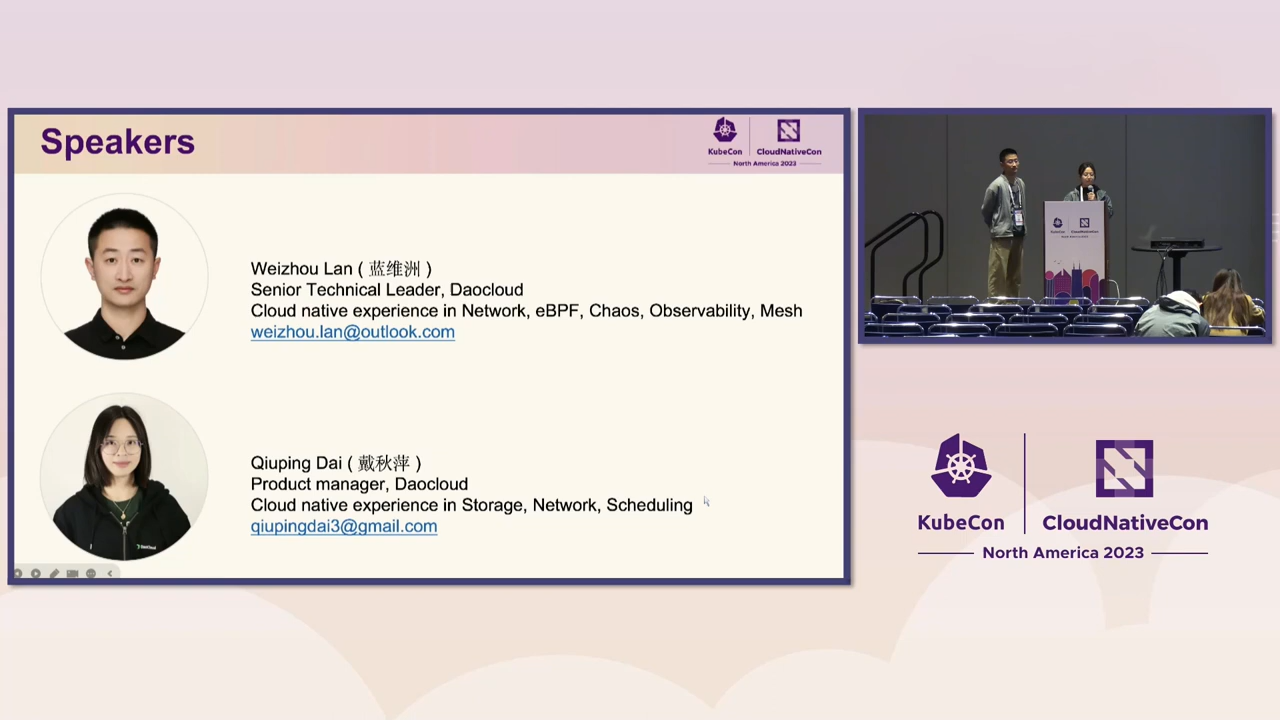 Speakers
KubeCon
CloudNativeCon
North America 2023
Weizhou Lan ( 蓝维洲 )
Senior Technical Leader, Daocloud
Cloud native experience in Network, eBPF, Chaos, Observability, Mesh
weizhou.lan@outlook.com
Qiuping Dai ( 戴秋萍 )
Product manager, Daocloud
Cloud native experience in Storage, Network, Scheduling
qiupingdai3@gmail.com
KubeCon
CloudNativeCon
North America 2023